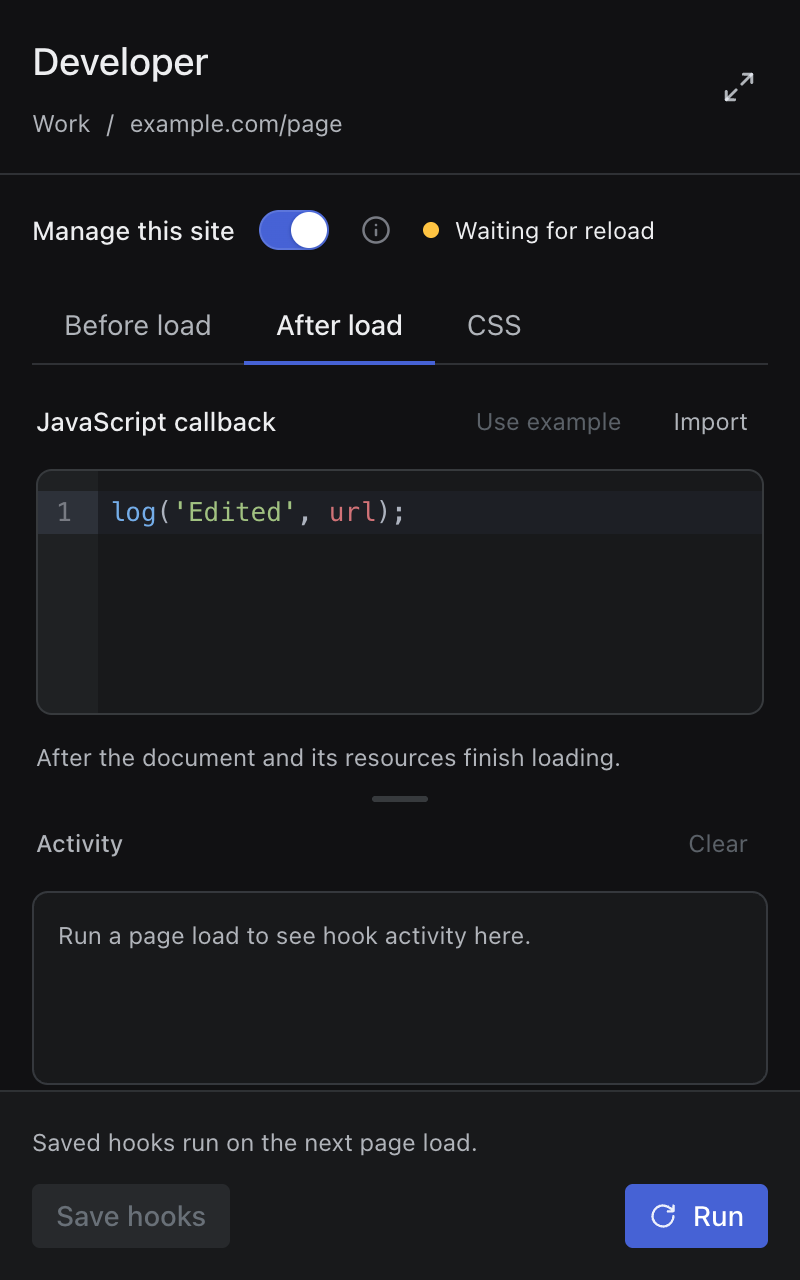 Developer
Work / example.com/page
Manage this site Waiting for reload
Before load After load CSS
JavaScript callback Use example Import
1 log('Edited', url);
After the document and its resources finish loading.
Activity Clear
Run a page load to see hook activity here.
Saved hooks run on the next page load.
Save hooks Run